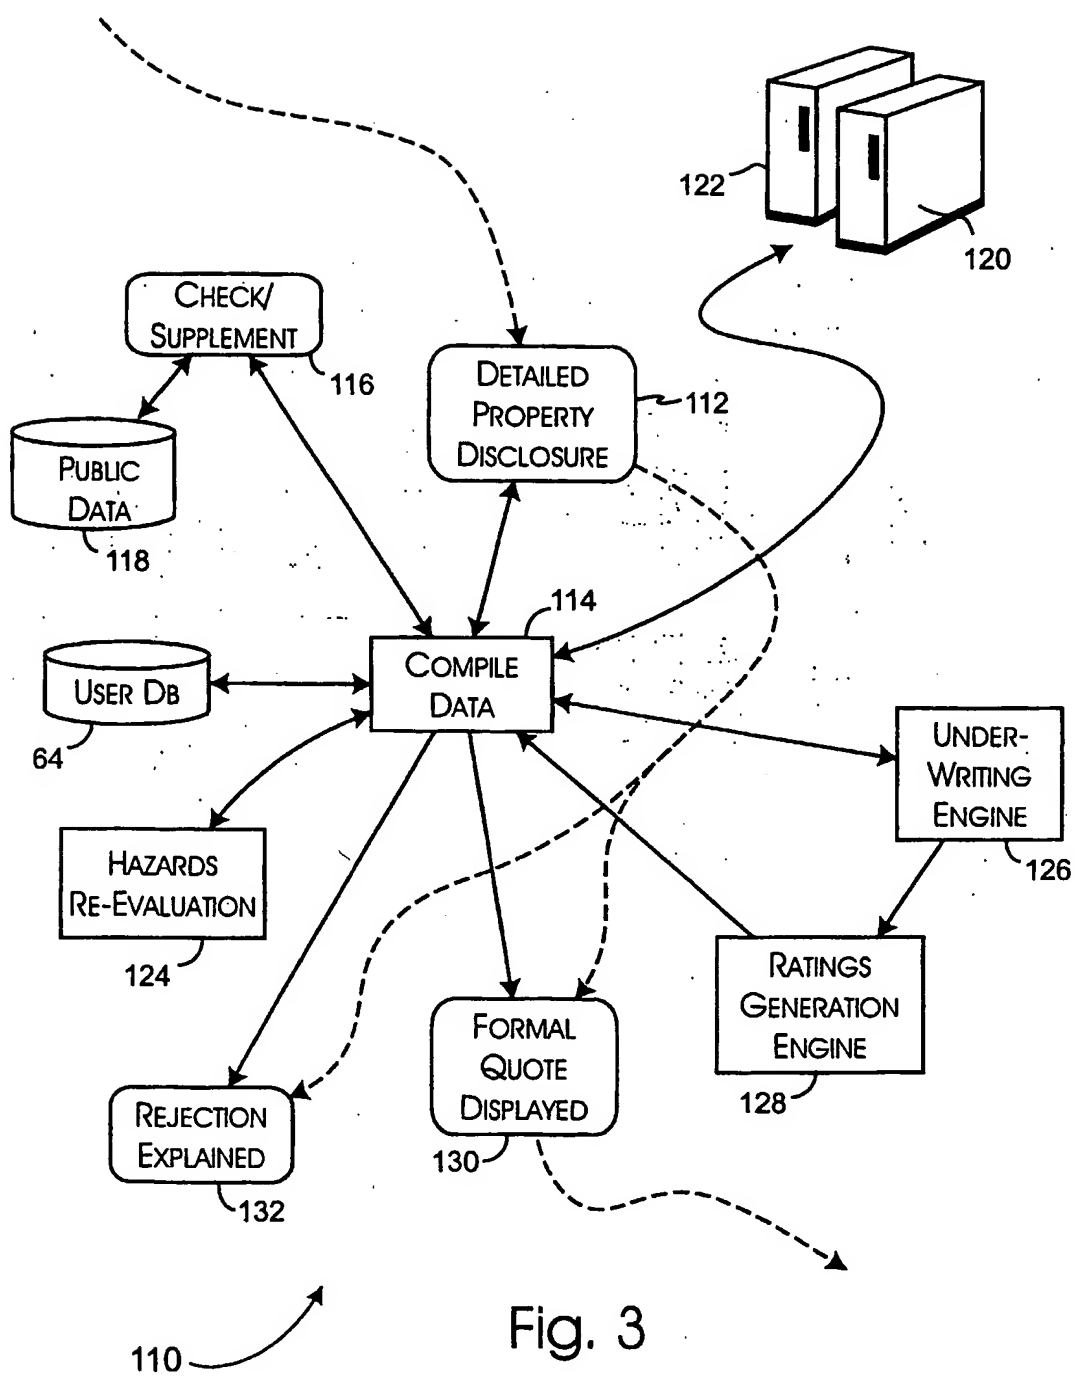 122
120
CHECK/
SUPPLEMENT
116
DETAILED
PROPERTY
DISCLOSURE
112
PUBLIC
DATA
118
114
COMPILE
DATA
USER DB
64
UNDER-
WRITING
ENGINE
126
HAZARDS
RE-EVALUATION
124
RATINGS
GENERATION
ENGINE
128
FORMAL
QUOTE
DISPLAYED
130
REJECTION
EXPLAINED
132
Fig. 3
110